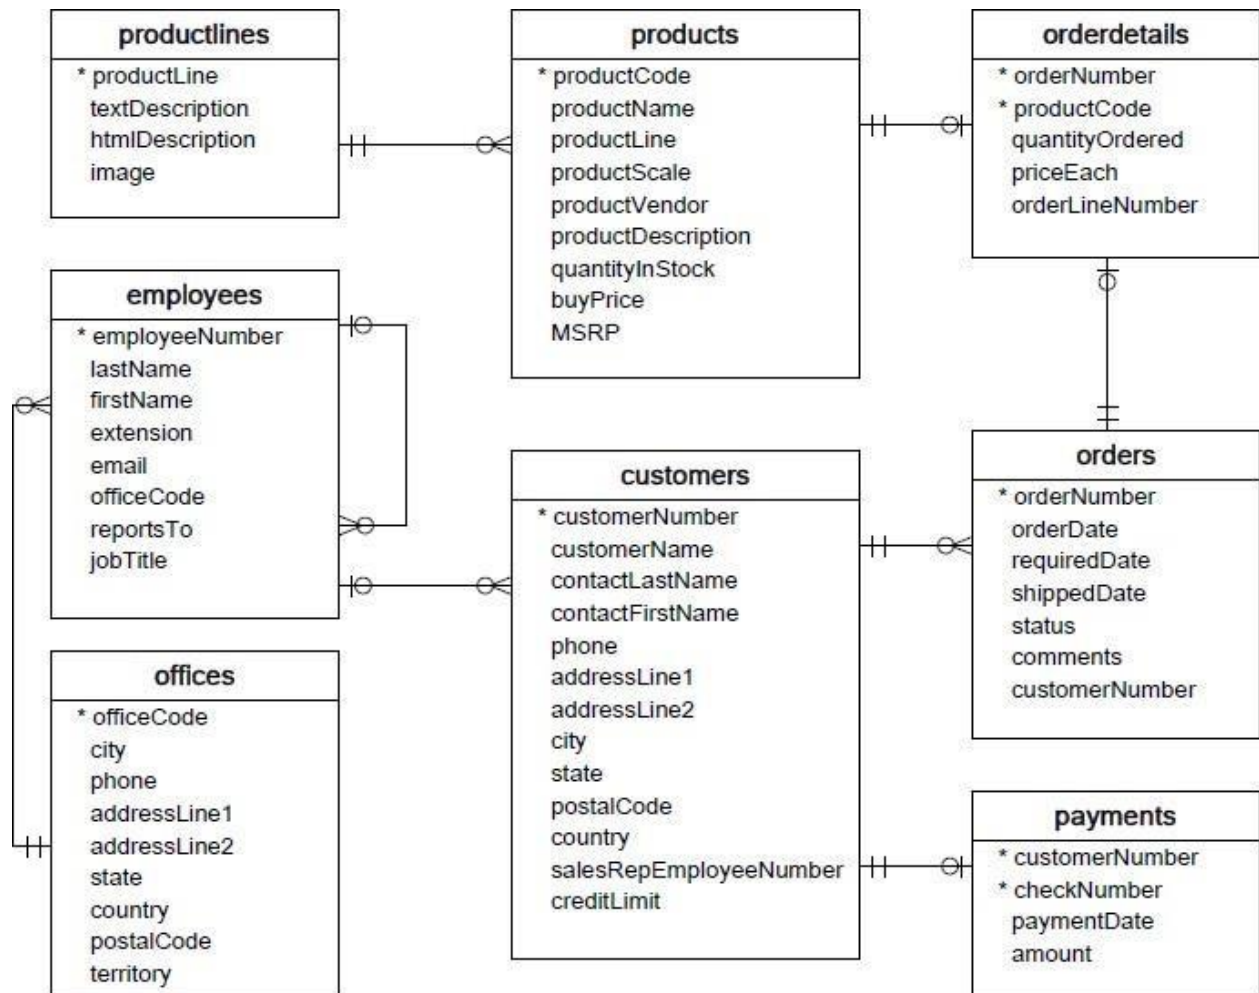 productlines
* productLine
textDescription
htmlDescription
image
products
* productCode
productName
productLine
productScale
productVendor
productDescription
quantityInStock
buyPrice
MSRP
orderdetails
* orderNumber
* productCode
quantityOrdered
priceEach
orderLineNumber
employees
* employeeNumber
lastName
firstName
extension
email
officeCode
reportsTo
jobTitle
customers
* customerNumber
customerName
contactLastName
contactFirstName
phone
addressLine1
addressLine2
city
state
postalCode
country
salesRepEmployeeNumber
creditLimit
orders
* orderNumber
orderDate
requiredDate
shippedDate
status
comments
customerNumber
offices
* officeCode
city
phone
addressLine1
addressLine2
state
country
postalCode
territory
payments
* customerNumber
* checkNumber
paymentDate
amount